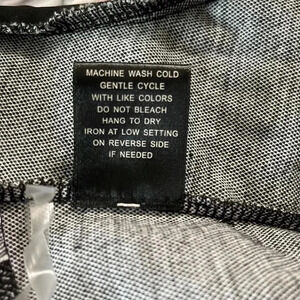 MACHINE WASH COLD
GENTLE CYCLE
WITH LIKE COLORS
DO NOT BLEACH
HANG TO DRY
IRON AT LOW SETTING
ON REVERSE SIDE
IF NEEDED